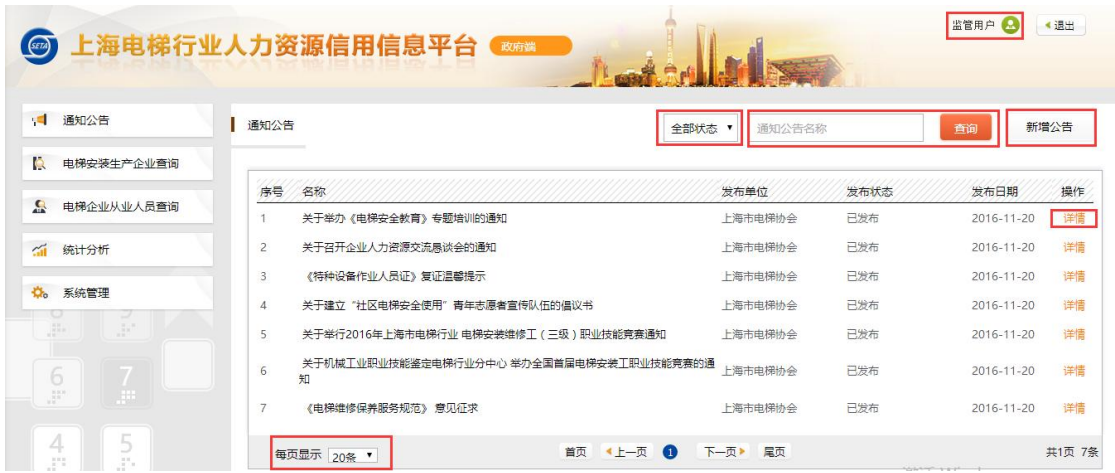 SETA
上海电梯行业人力资源信用信息平台 政府端
监管用户 退出
通知公告
电梯安装生产企业查询
电梯企业从业人员查询
统计分析
系统管理
通知公告 全部状态 通知公告名称 查询 新增公告
序号 名称 发布单位 发布状态 发布日期 操作
1 关于举办《电梯安全教育》专题培训的通知 上海市电梯协会 已发布 2016-11-20 详情
2 关于召开企业人力资源交流恳谈会的通知 上海市电梯协会 已发布 2016-11-20 详情
3 《特种设备作业人员证》复证温馨提示 上海市电梯协会 已发布 2016-11-20 详情
4 关于建立“社区电梯安全使用”青年志愿者宣传队伍的倡议书 上海市电梯协会 已发布 2016-11-20 详情
5 关于举行2016年上海市电梯行业 电梯安装维修工（三级）职业技能竞赛通知 上海市电梯协会 已发布 2016-11-20 详情
6 关于机械工业职业技能鉴定电梯行业分中心 举办全国首届电梯安装工职业技能竞赛的通
知 上海市电梯协会 已发布 2016-11-20 详情
7 《电梯维修保养服务规范》 意见征求 上海市电梯协会 已发布 2016-11-20 详情
每页显示 20条 首页 上一页 1 下一页 尾页 共1页 7条
6 7
4 5